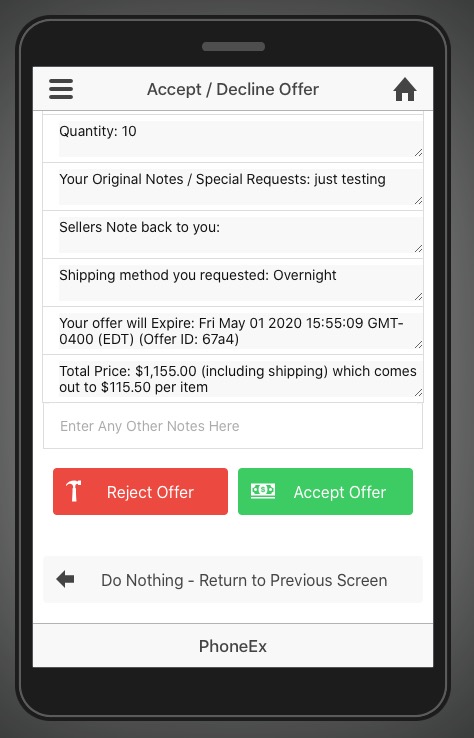 Accept / Decline Offer
Quantity: 10
Your Original Notes / Special Requests: just testing
Sellers Note back to you:
Shipping method you requested: Overnight
Your offer will Expire: Fri May 01 2020 15:55:09 GMT-
0400 (EDT) (Offer ID: 67a4)
Total Price: $1,155.00 (including shipping) which comes
out to $115.50 per item
Enter Any Other Notes Here
Reject Offer
Accept Offer
Do Nothing - Return to Previous Screen
PhoneEx